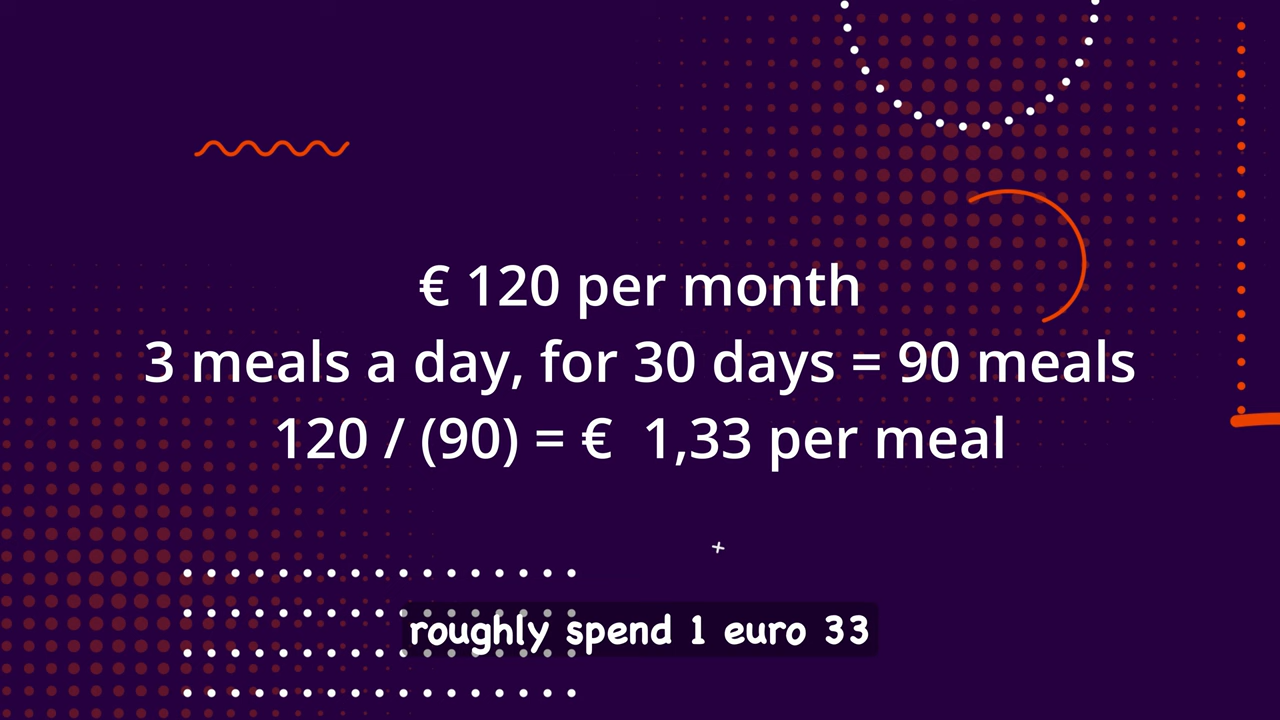 € 120 per month
3 meals a day, for 30 days = 90 meals
120 / (90) = €  1,33 per meal
roughly spend 1 euro 33